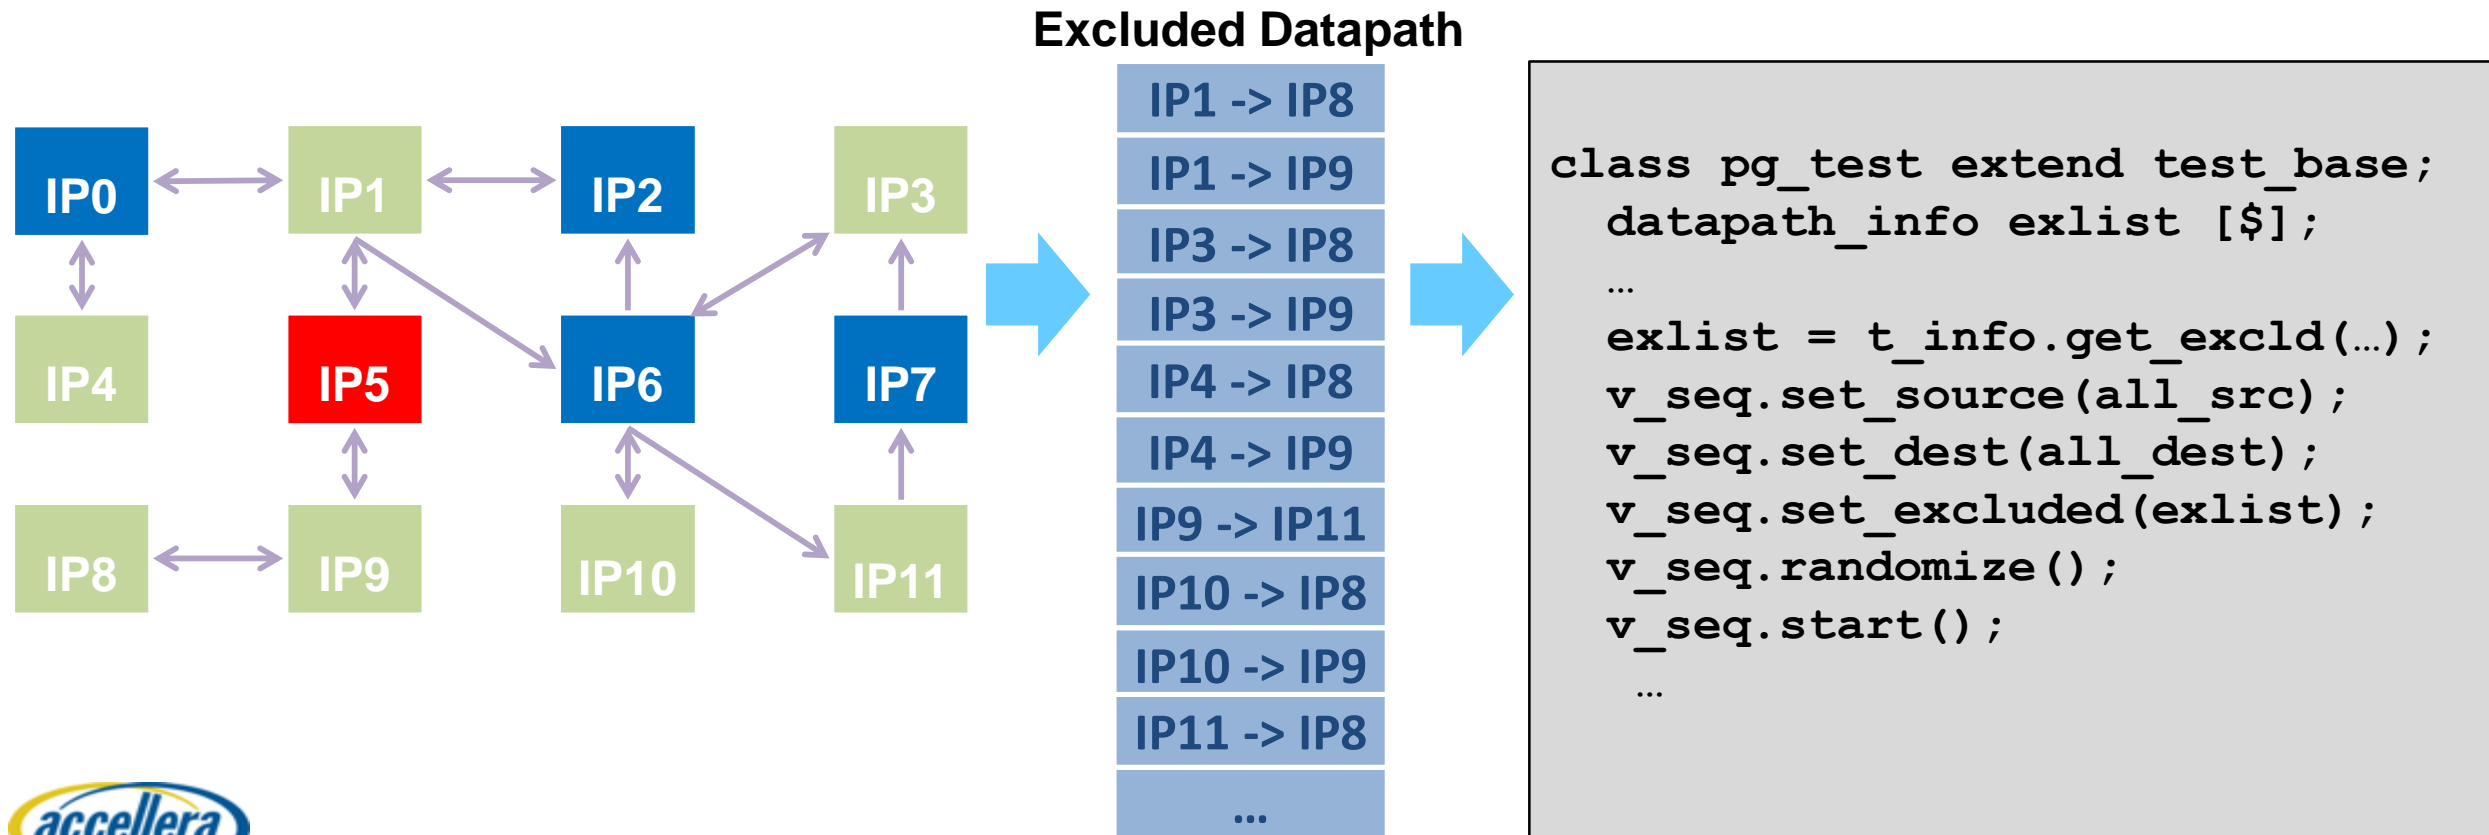 Excluded Datapath
IP0
IP1
IP2
IP3
IP4
IP5
IP6
IP7
IP8
IP9
IP10
IP11
IP1 -> IP8
IP1 -> IP9
IP3 -> IP8
IP3 -> IP9
IP4 -> IP8
IP4 -> IP9
IP9 -> IP11
IP10 -> IP8
IP10 -> IP9
IP11 -> IP8
...
class pg_test extend test_base;
datapath_info exlist [$];
…
exlist = t_info.get_excld(…);
v_seq.set_source(all_src);
v_seq.set_dest(all_dest);
v_seq.set_excluded(exlist);
v_seq.randomize();
v_seq.start();
…
accellera